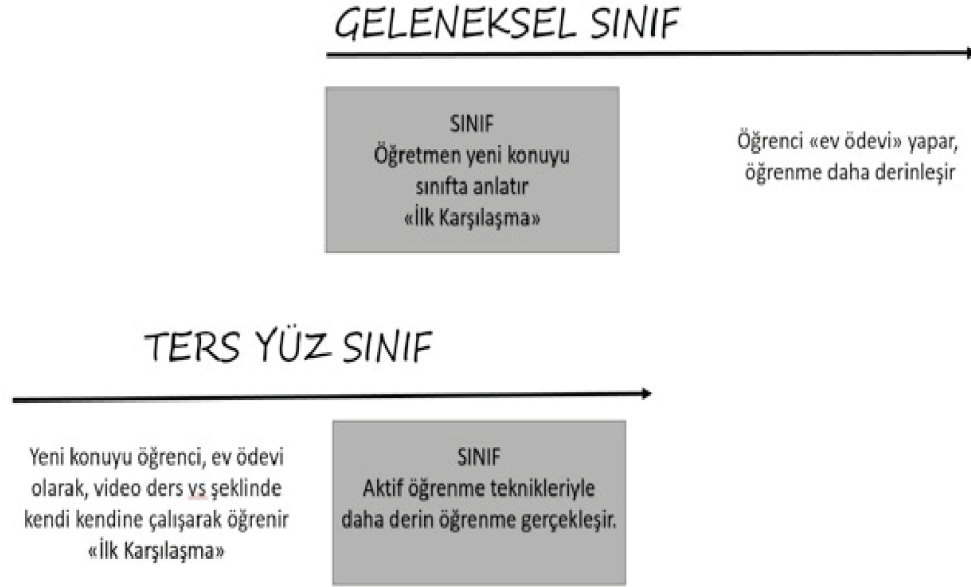 GELENEKSEL SINIF
SINIF
Öğretmen yeni konuyu
sınıfta anlatır
«İlk Karşılaşma»
Öğrenci «ev ödevi» yapar,
öğrenme daha derinleşir
TERS YÜZ SINIF
Yeni konuyu öğrenci, ev ödevi
olarak, video ders vs şeklinde
kendi kendine çalışarak öğrenir
«İlk Karşılaşma»
SINIF
Aktif öğrenme teknikleriyle
daha derin öğrenme gerçekleşir.